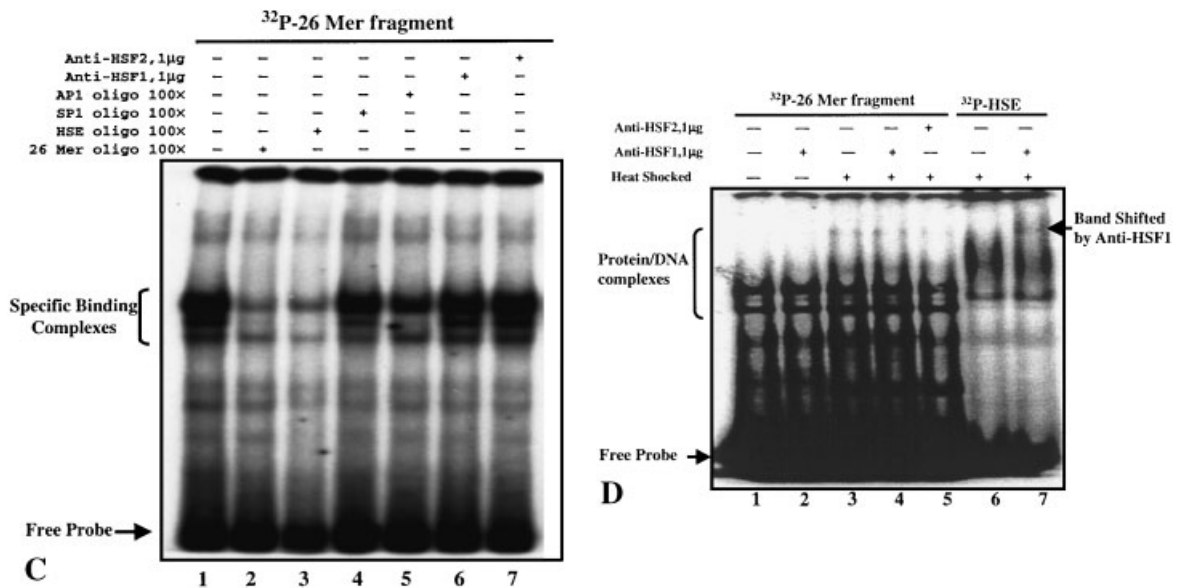 32P-26 Mer fragment
Anti-HSF2,1µg – – – – – – +
Anti-HSF1,1µg – – – – – + –
AP1 oligo 100× – – – – + – –
SP1 oligo 100× – – – + – – –
HSE oligo 100× – – + – – – –
26 Mer oligo 100× – + – – – – –
Specific Binding
Complexes
Free Probe
C
1 2 3 4 5 6 7
32P-26 Mer fragment 32P-HSE
Anti-HSF2,1µg – – – – + – –
Anti-HSF1,1µg – + – + – – +
Heat Shocked – – + + + + +
Band Shifted
by Anti-HSF1
Protein/DNA
complexes
Free Probe
D
1 2 3 4 5 6 7